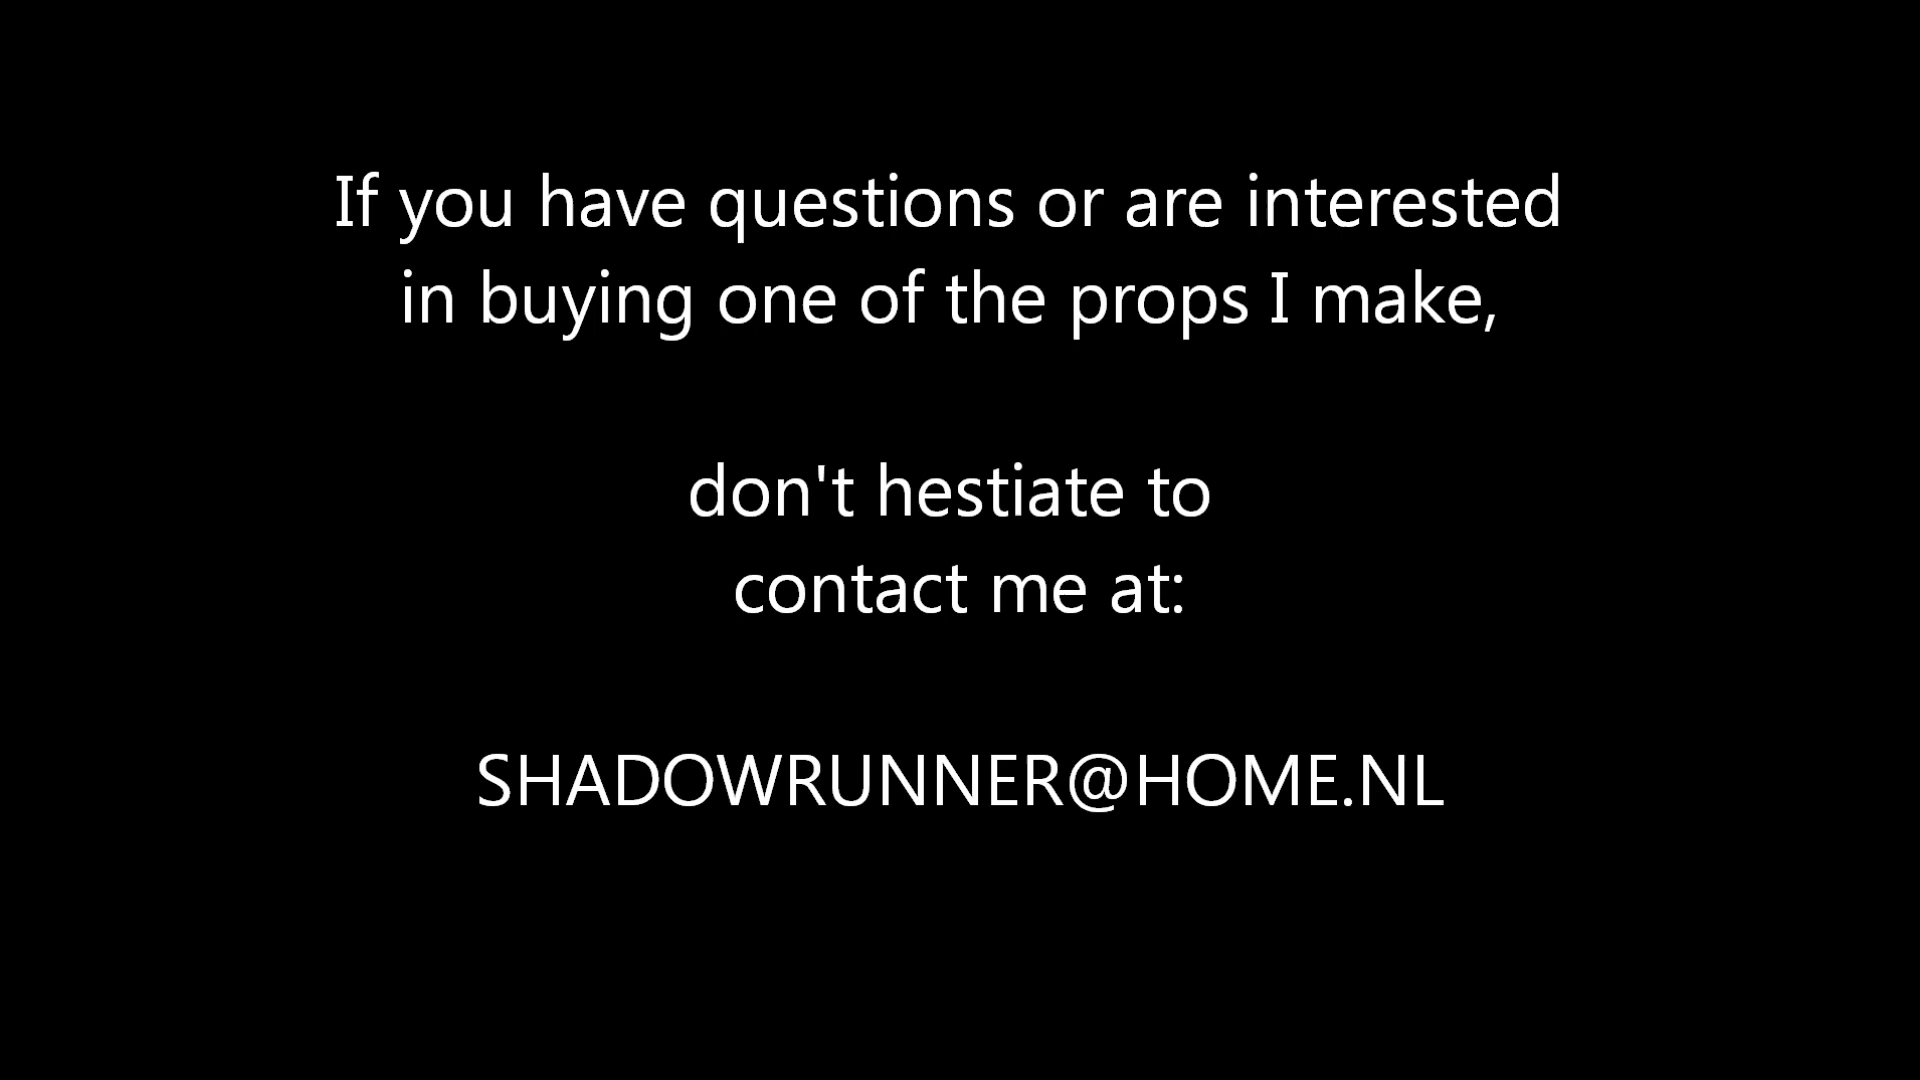 If you have questions or are interested
in buying one of the props I make,
don't hestiate to
contact me at:
SHADOWRUNNER@HOME.NL